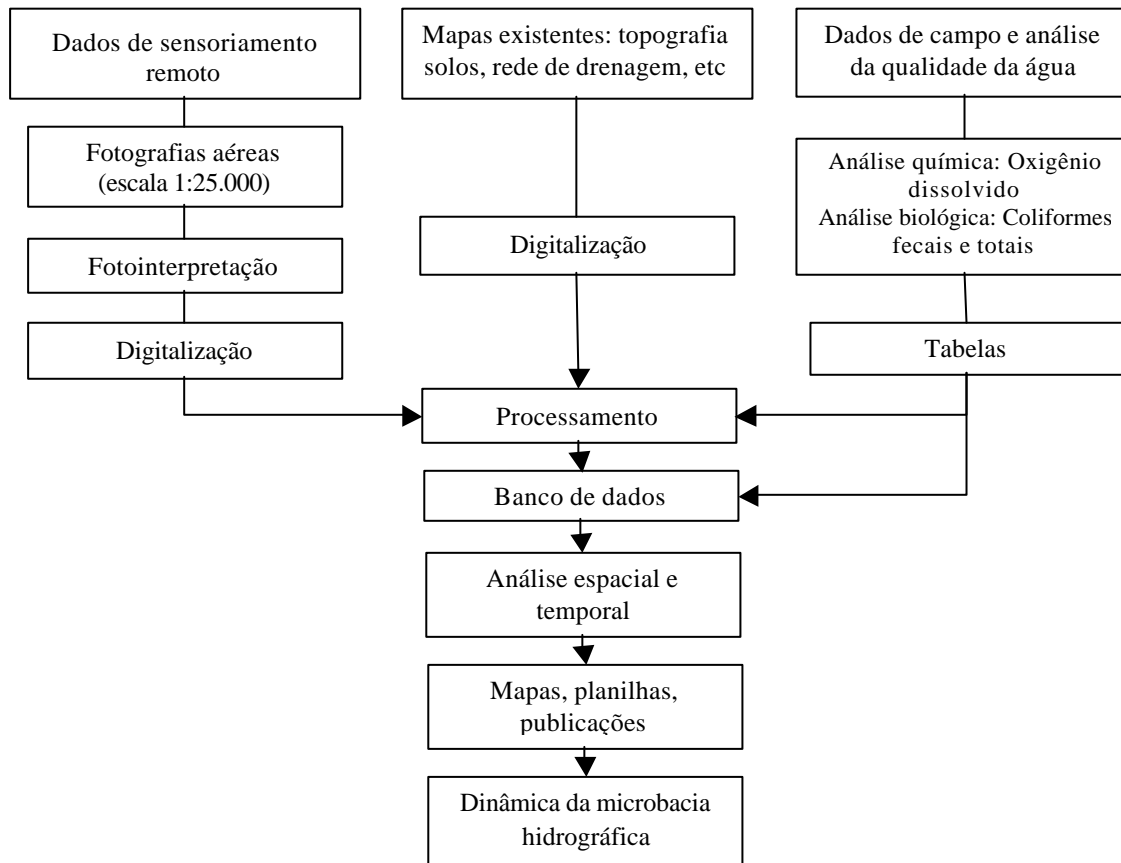 Dados de sensoriamento
remoto
Mapas existentes: topografia
solos, rede de drenagem, etc
Dados de campo e análise
da qualidade da água
Fotografias aéreas
(escala 1:25.000)
Análise química: Oxigênio
dissolvido
Análise biológica: Coliformes
fecais e totais
Fotointerpretação
Digitalização
Digitalização
Tabelas
Processamento
Banco de dados
Análise espacial e
temporal
Mapas, planilhas,
publicações
Dinâmica da microbacia
hidrográfica